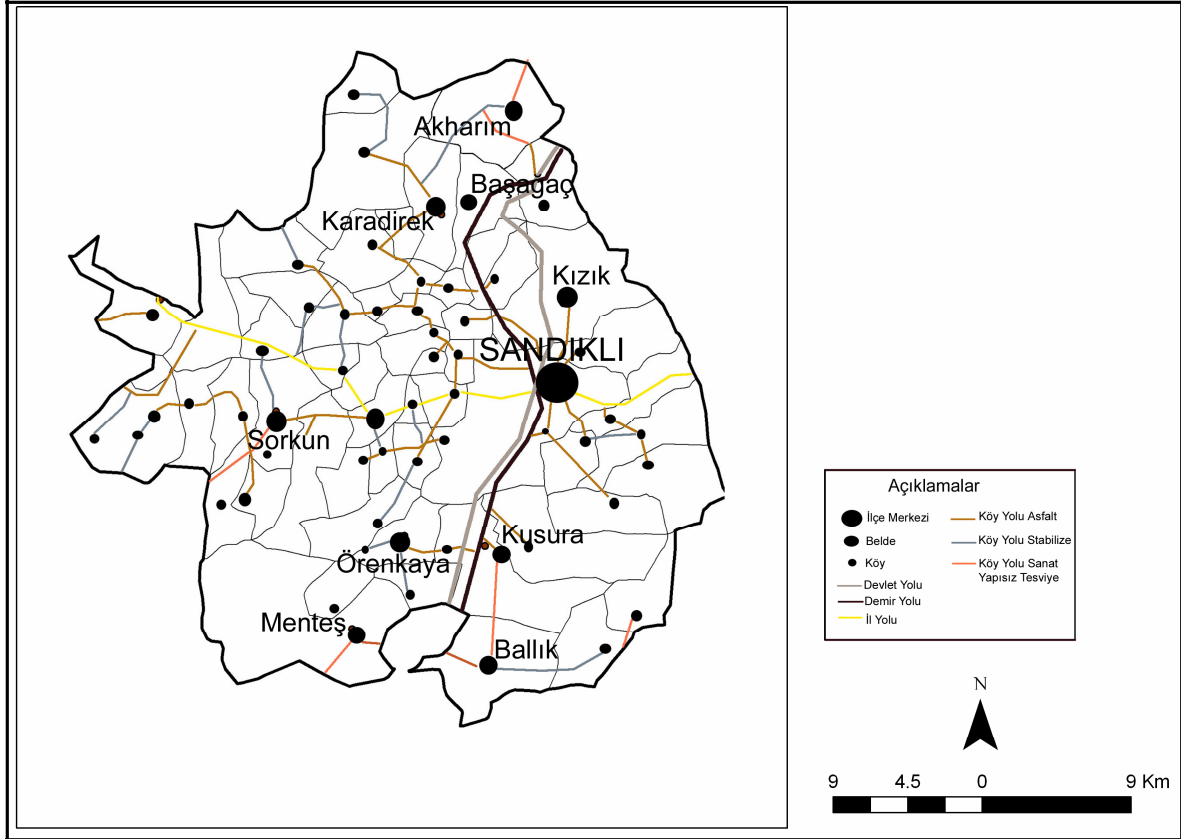 Akharım
Başağaç
Karadirek
Kızık
SANDIKLI
Sorkun
Kusura
Örenkaya
Menteş
Ballık
Açıklamalar
İlçe Merkezi
Belde
Köy
Devlet Yolu
Demir Yolu
İl Yolu
Köy Yolu Asfalt
Köy Yolu Stabilize
Köy Yolu Sanat
Yapısız Tesviye
N
9 4.5 0 9 Km